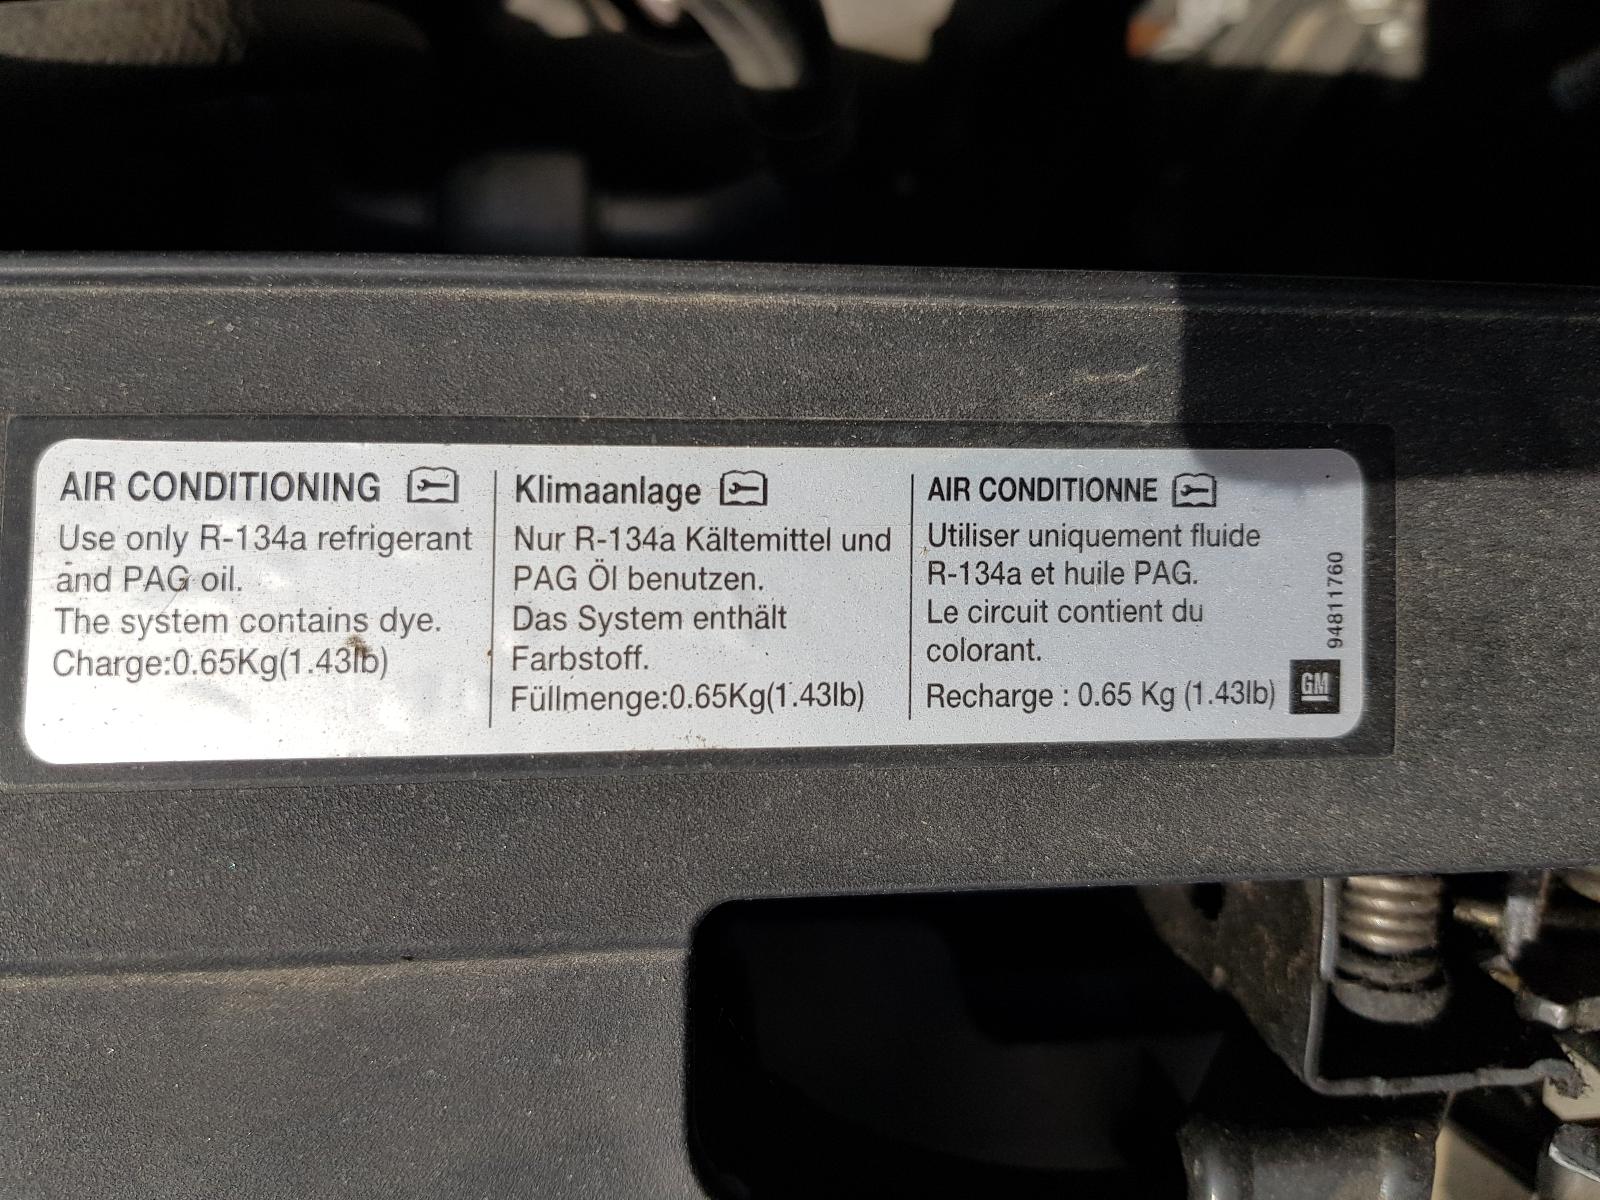 AIR CONDITIONING
Use only R-134a refrigerant
and PAG oil.
The system contains dye.
Charge:0.65Kg(1.43lb)
Klimaanlage
Nur R-134a Kältemittel und
PAG Öl benutzen.
Das System enthält
Farbstoff.
Füllmenge:0.65Kg(1.43lb)
AIR CONDITIONNE
Utiliser uniquement fluide
R-134a et huile PAG.
Le circuit contient du
colorant.
Recharge : 0.65 Kg (1.43lb)
94811760
GM